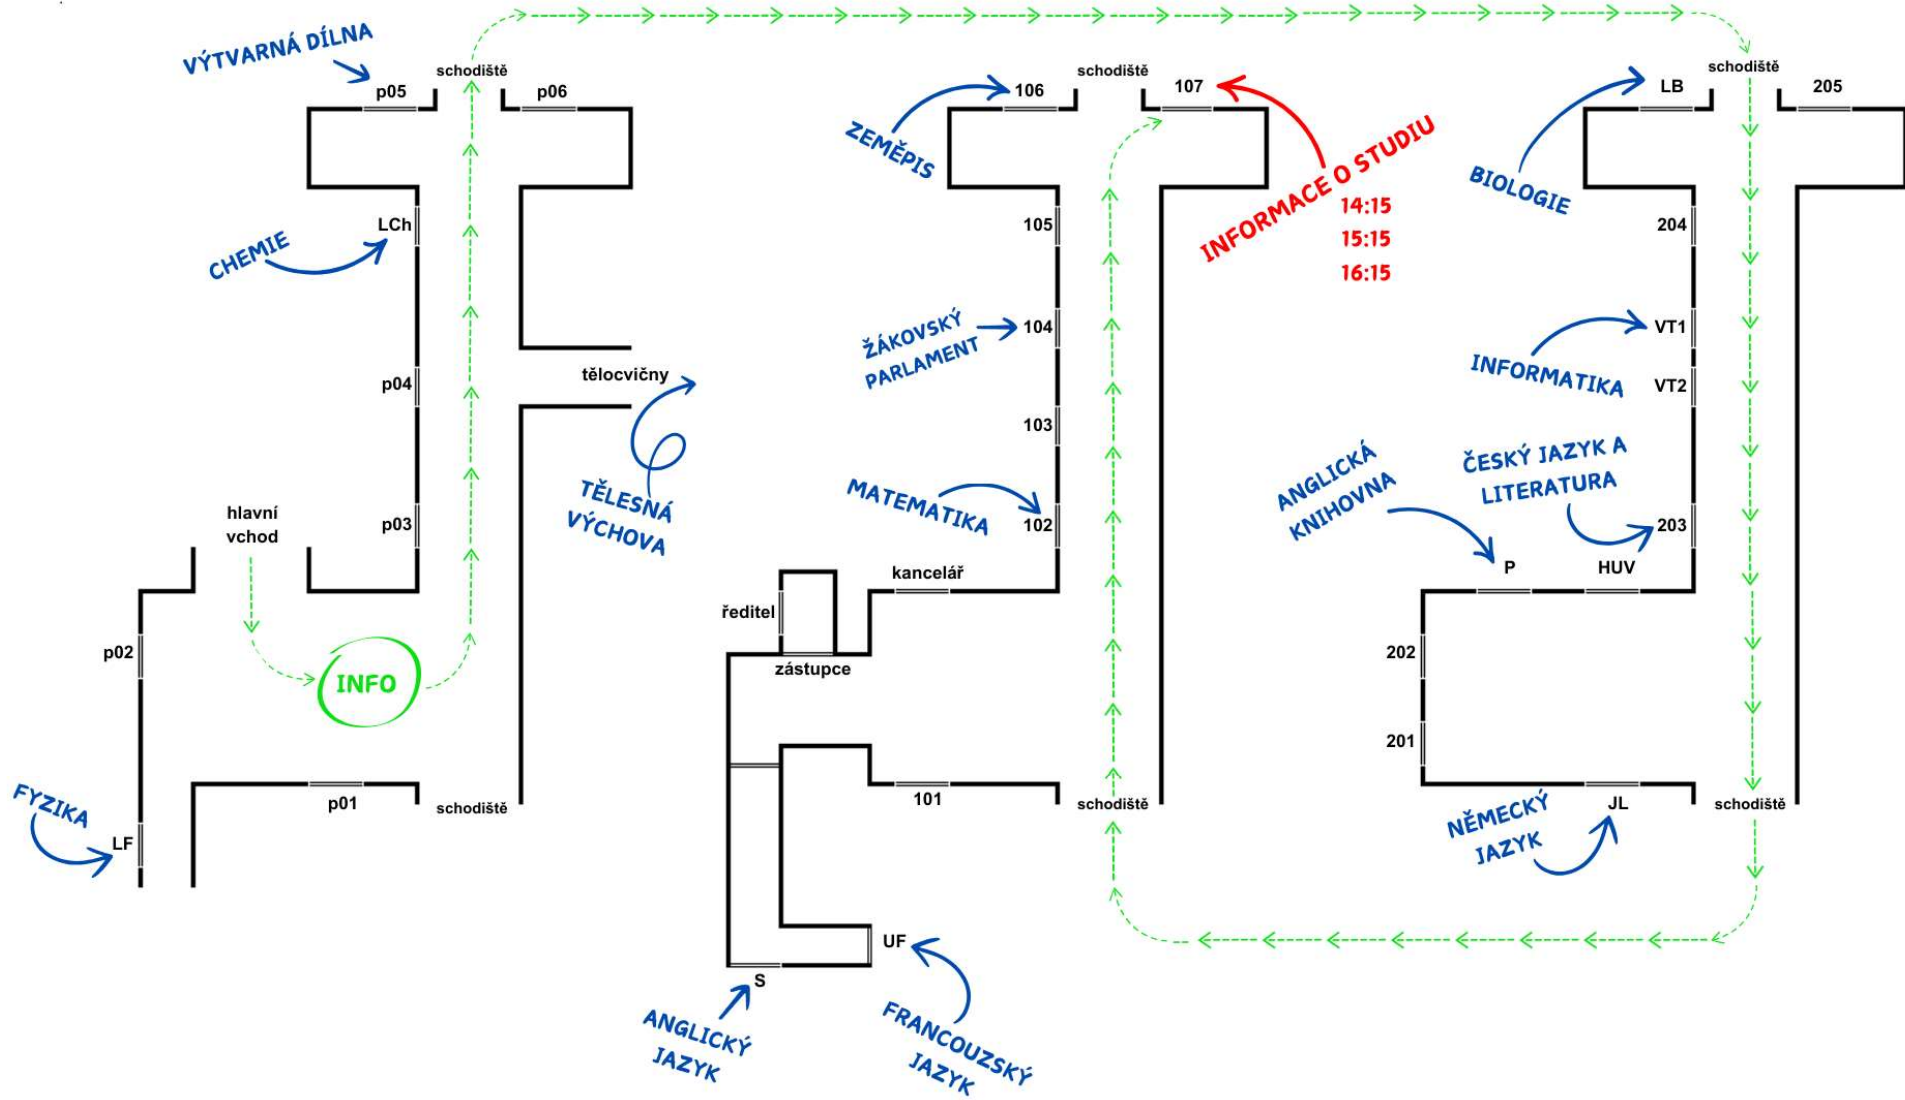 VÝTVARNÁ DÍLNA
p05
schodiště
p06
LCh
CHEMIE
p04
tělocvičny
TĚLESNÁ
VÝCHOVA
p03
hlavní
vchod
p02
INFO
p01
schodiště
FYZIKA
LF
106
schodiště
107
ZEMĚPIS
INFORMACE O STUDIU
14:15
15:15
16:15
105
ŽÁKOVSKÝ
PARLAMENT
104
103
MATEMATIKA
102
kancelář
ředitel
zástupce
101
schodiště
UF
S
ANGLICKÝ
JAZYK
FRANCOUZSKÝ
JAZYK
LB
schodiště
205
BIOLOGIE
204
VT1
INFORMATIKA
VT2
ANGLICKÁ
KNIHOVNA
ČESKÝ JAZYK A
LITERATURA
203
P
HUV
202
201
JL
schodiště
NĚMECKÝ
JAZYK